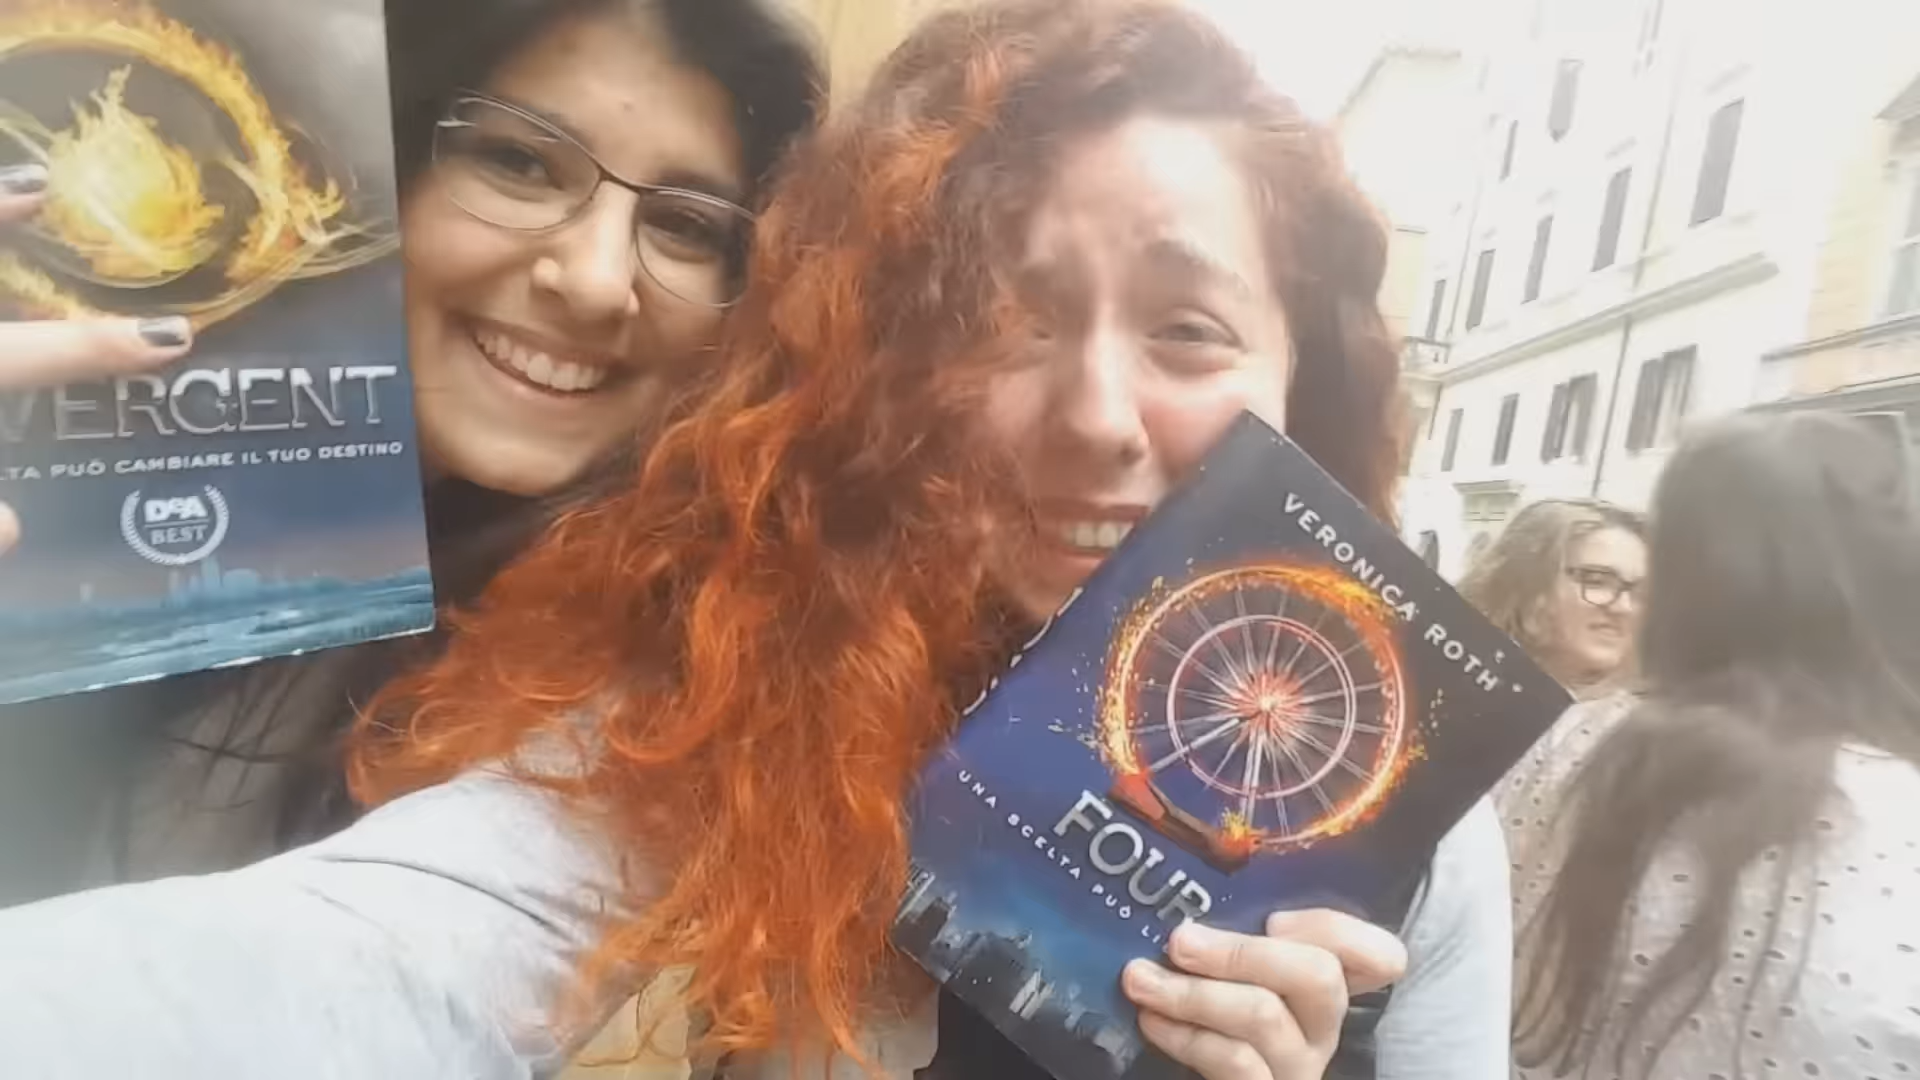 VERGENT
LTA PUÒ CAMBIARE IL TUO DESTINO
DeA
BEST
VERONICA ROTH
FOUR
UNA SCELTA PUÒ LI